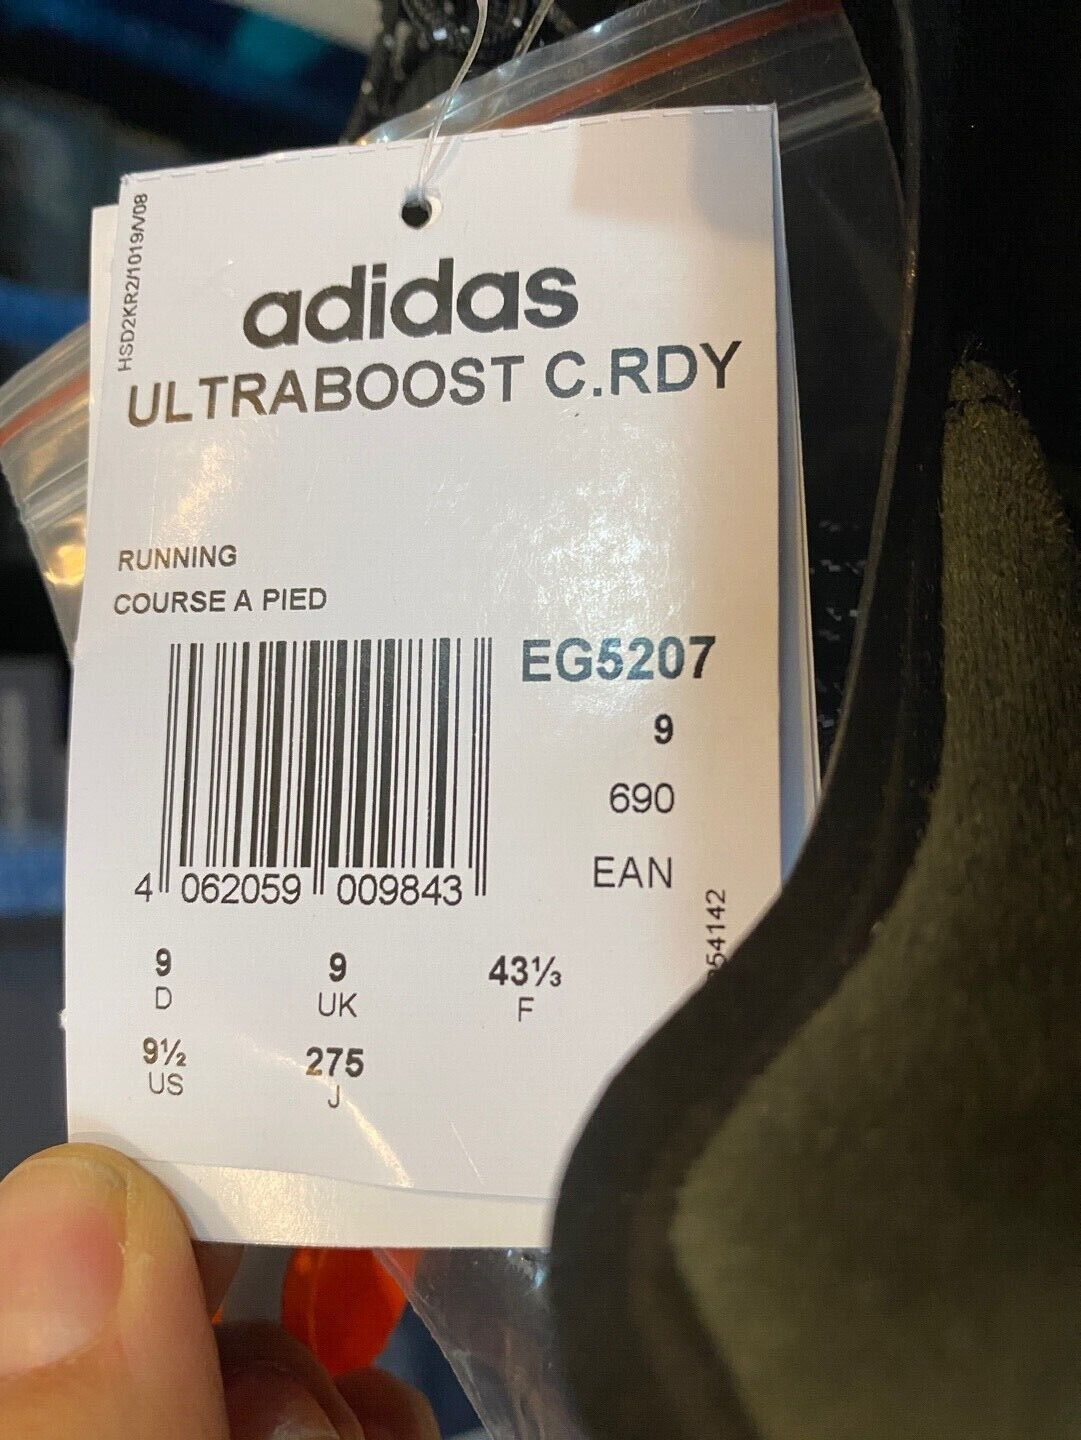 HSD2KR2/1019/V08
adidas
ULTRABOOST C.RDY
RUNNING
COURSE A PIED
EG5207
9
690
EAN
4 062059 009843
54142
9 9 43⅓
D UK F
9½ 275
US J